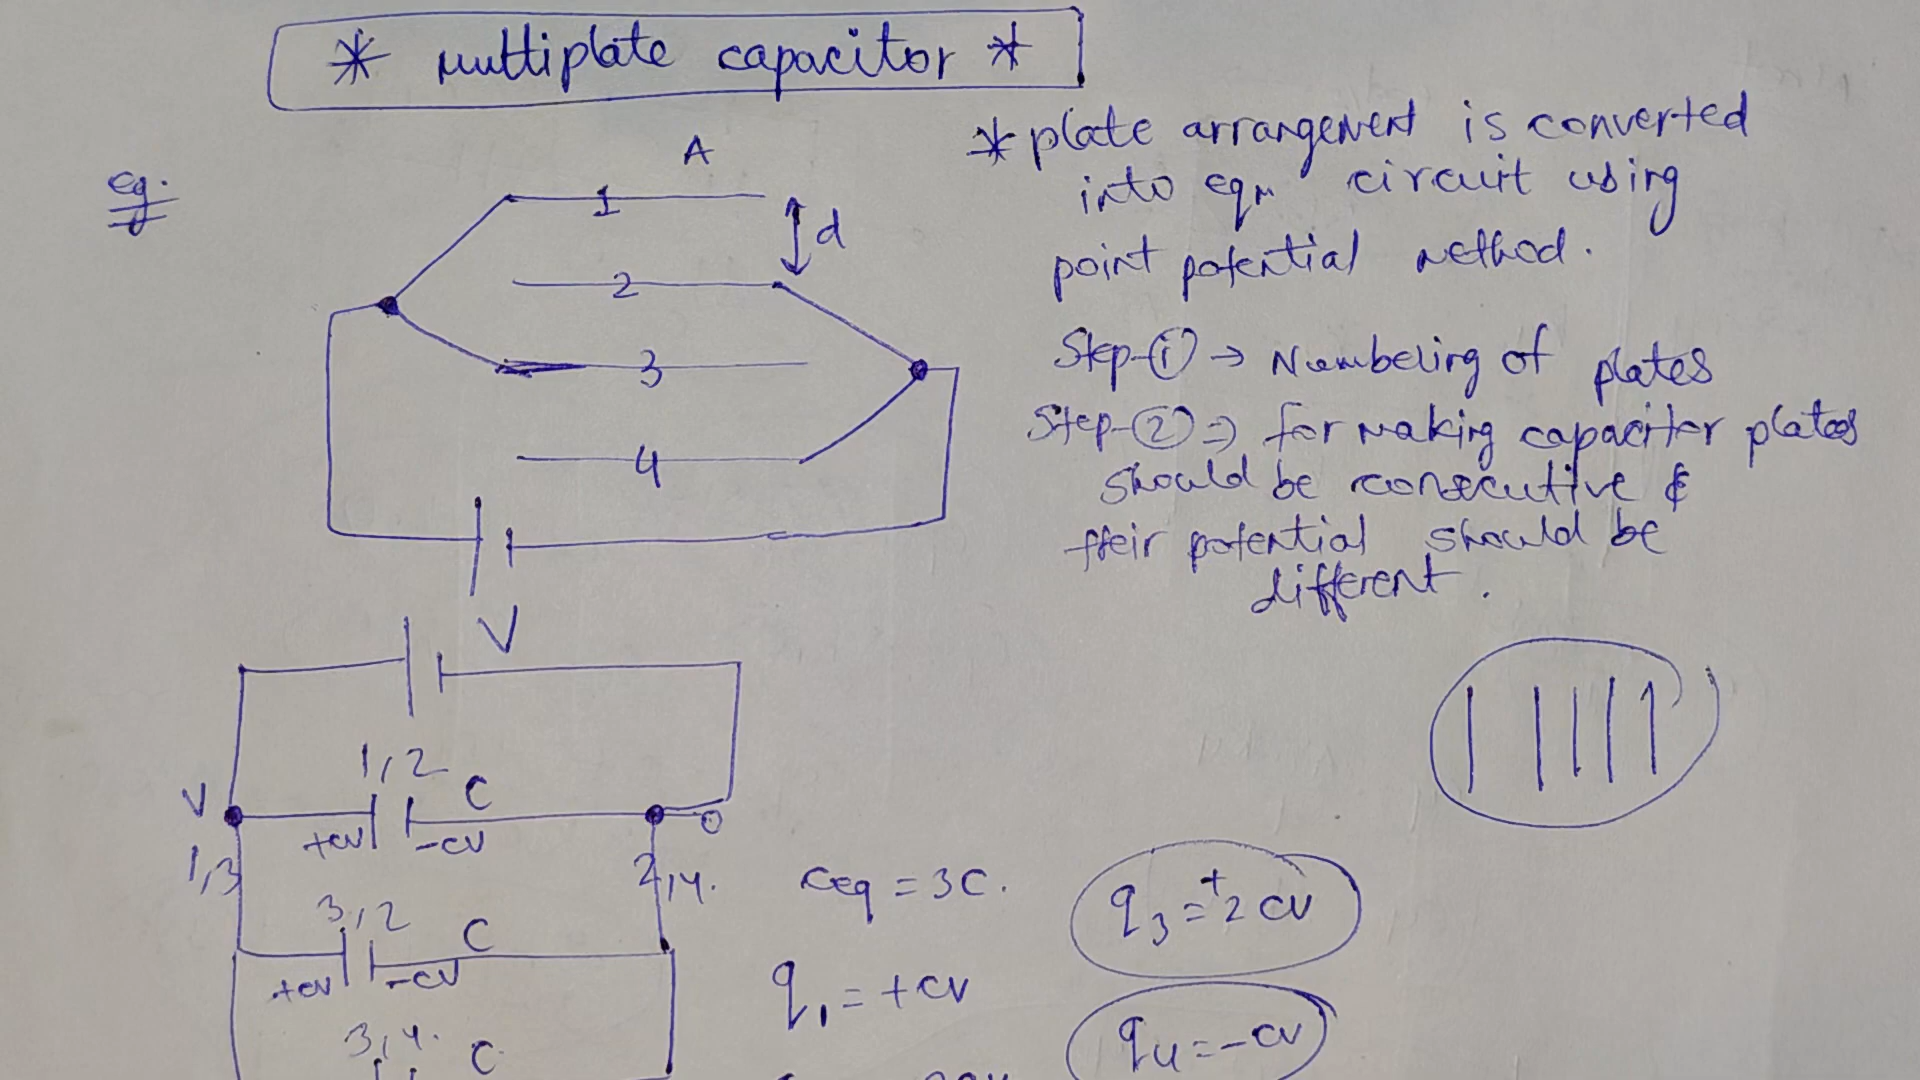 * multiplate capacitor *
eg.
A
1
d
2
3
4
V
* plate arrangement is converted
into eqn circuit using
point potential method.
Step-① → Numbering of plates
Step-② ⇒ for making capacitor plates
should be consecutive &
their potential should be
different.
1,2
V
C
+cv
-cv
0
1,3
2,4.
3,2
C
+cv
-cv
3,4.
C
Ceq = 3C.
q₃ = +2 CV
q₁ = +CV
q₄ = -CV